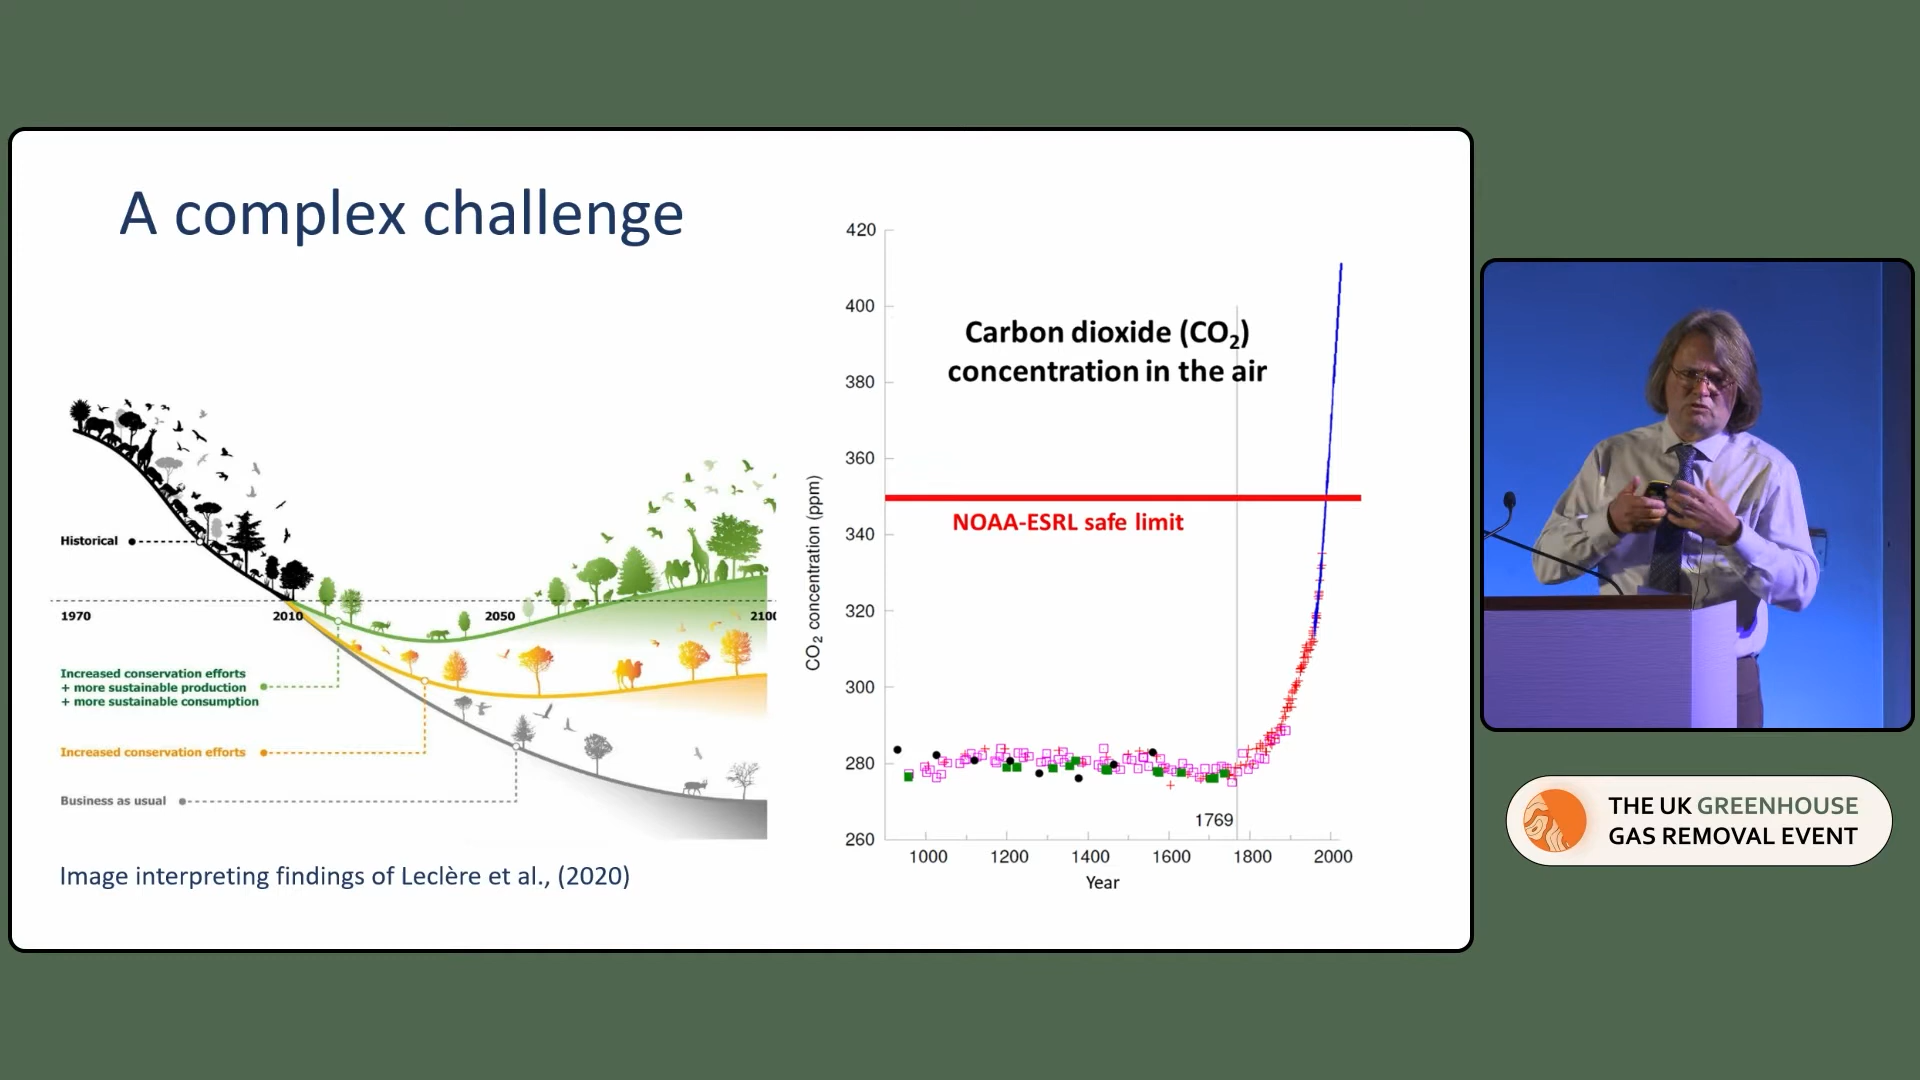 A complex challenge
Historical
1970
2010
2050
2100
Increased conservation efforts
+ more sustainable production
+ more sustainable consumption
Increased conservation efforts
Business as usual
Image interpreting findings of Leclère et al., (2020)
420
400
380
360
340
320
300
280
260
CO2 concentration (ppm)
Carbon dioxide (CO2)
concentration in the air
NOAA-ESRL safe limit
1769
1000
1200
1400
1600
1800
2000
Year
THE UK GREENHOUSE
GAS REMOVAL EVENT